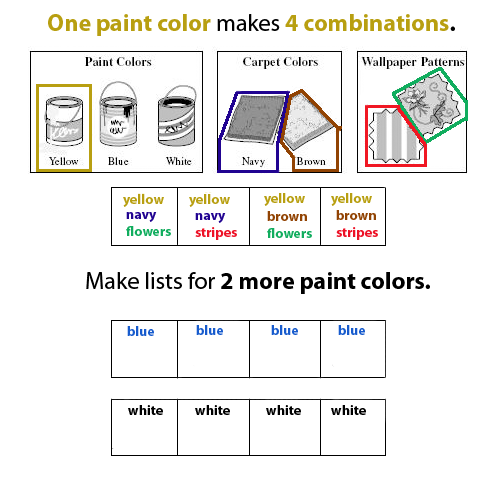 One paint color makes 4 combinations.
Paint Colors
Yellow
Blue
White
Carpet Colors
Navy
Brown
Wallpaper Patterns
yellow yellow yellow yellow
navy navy brown brown
flowers stripes flowers stripes
Make lists for 2 more paint colors.
blue blue blue blue
white white white white